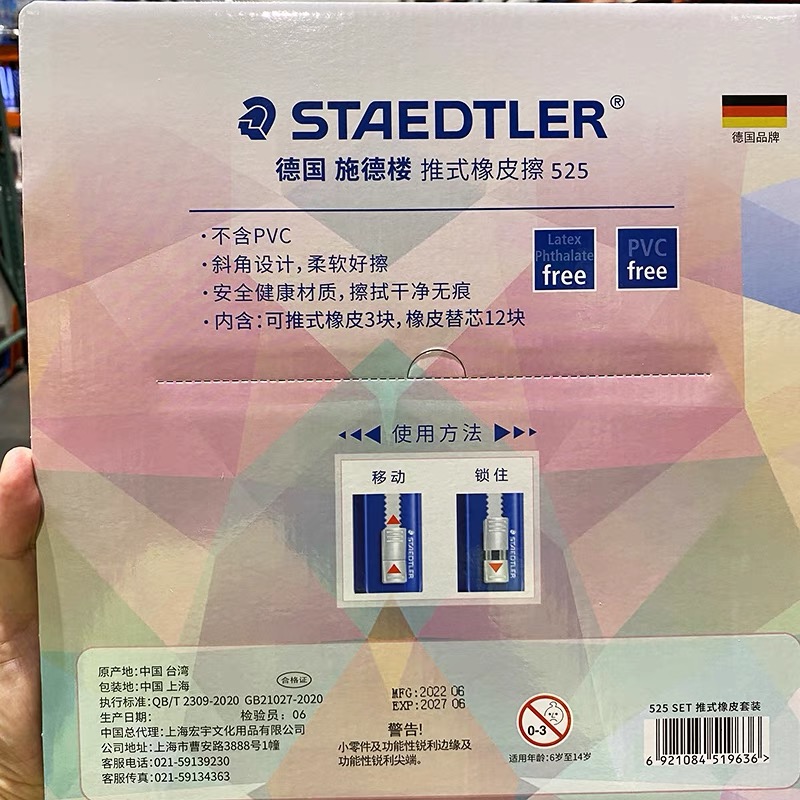 STAEDTLER®
德国品牌
德国 施德楼 推式橡皮擦 525
·不含PVC
·斜角设计,柔软好擦
·安全健康材质,擦拭干净无痕
·内含:可推式橡皮3块,橡皮替芯12块
Latex
Phthalate
free
PVC
free
使用方法
移动
锁住
STAEDTLER
STAEDTLER
原产地:中国 台湾
包装地:中国 上海
合格证
执行标准:QB/T 2309-2020 GB21027-2020
生产日期:
检验员:06
中国总代理:上海宏宇文化用品有限公司
公司地址:上海市曹安路3888号1幢
客服电话:021-59139230
客服传真:021-59134363
MFG:2022 06
EXP:2027 06
警告!
小零件及功能性锐利边缘及
功能性锐利尖端。
0-3
适用年龄:6岁至14岁
525 SET 推式橡皮套装
6 921084 519636 >